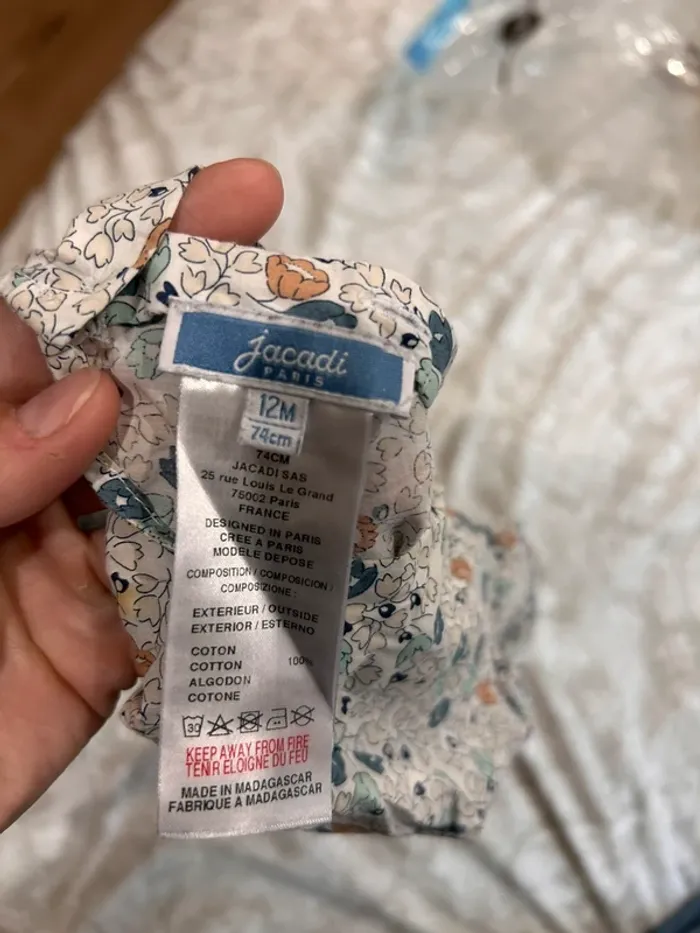 jacadi
PARIS
12M
74cm
74CM
JACADI SAS
25 rue Louis Le Grand
75002 Paris
FRANCE
DESIGNED IN PARIS
CREE A PARIS
MODELE DEPOSE
COMPOSITION / COMPOSICION /
COMPOSIZIONE :
EXTERIEUR / OUTSIDE
EXTERIOR / ESTERNO
COTON
COTTON 100%
ALGODON
COTONE
30
KEEP AWAY FROM FIRE
TENIR ELOIGNE DU FEU
MADE IN MADAGASCAR
FABRIQUE A MADAGASCAR